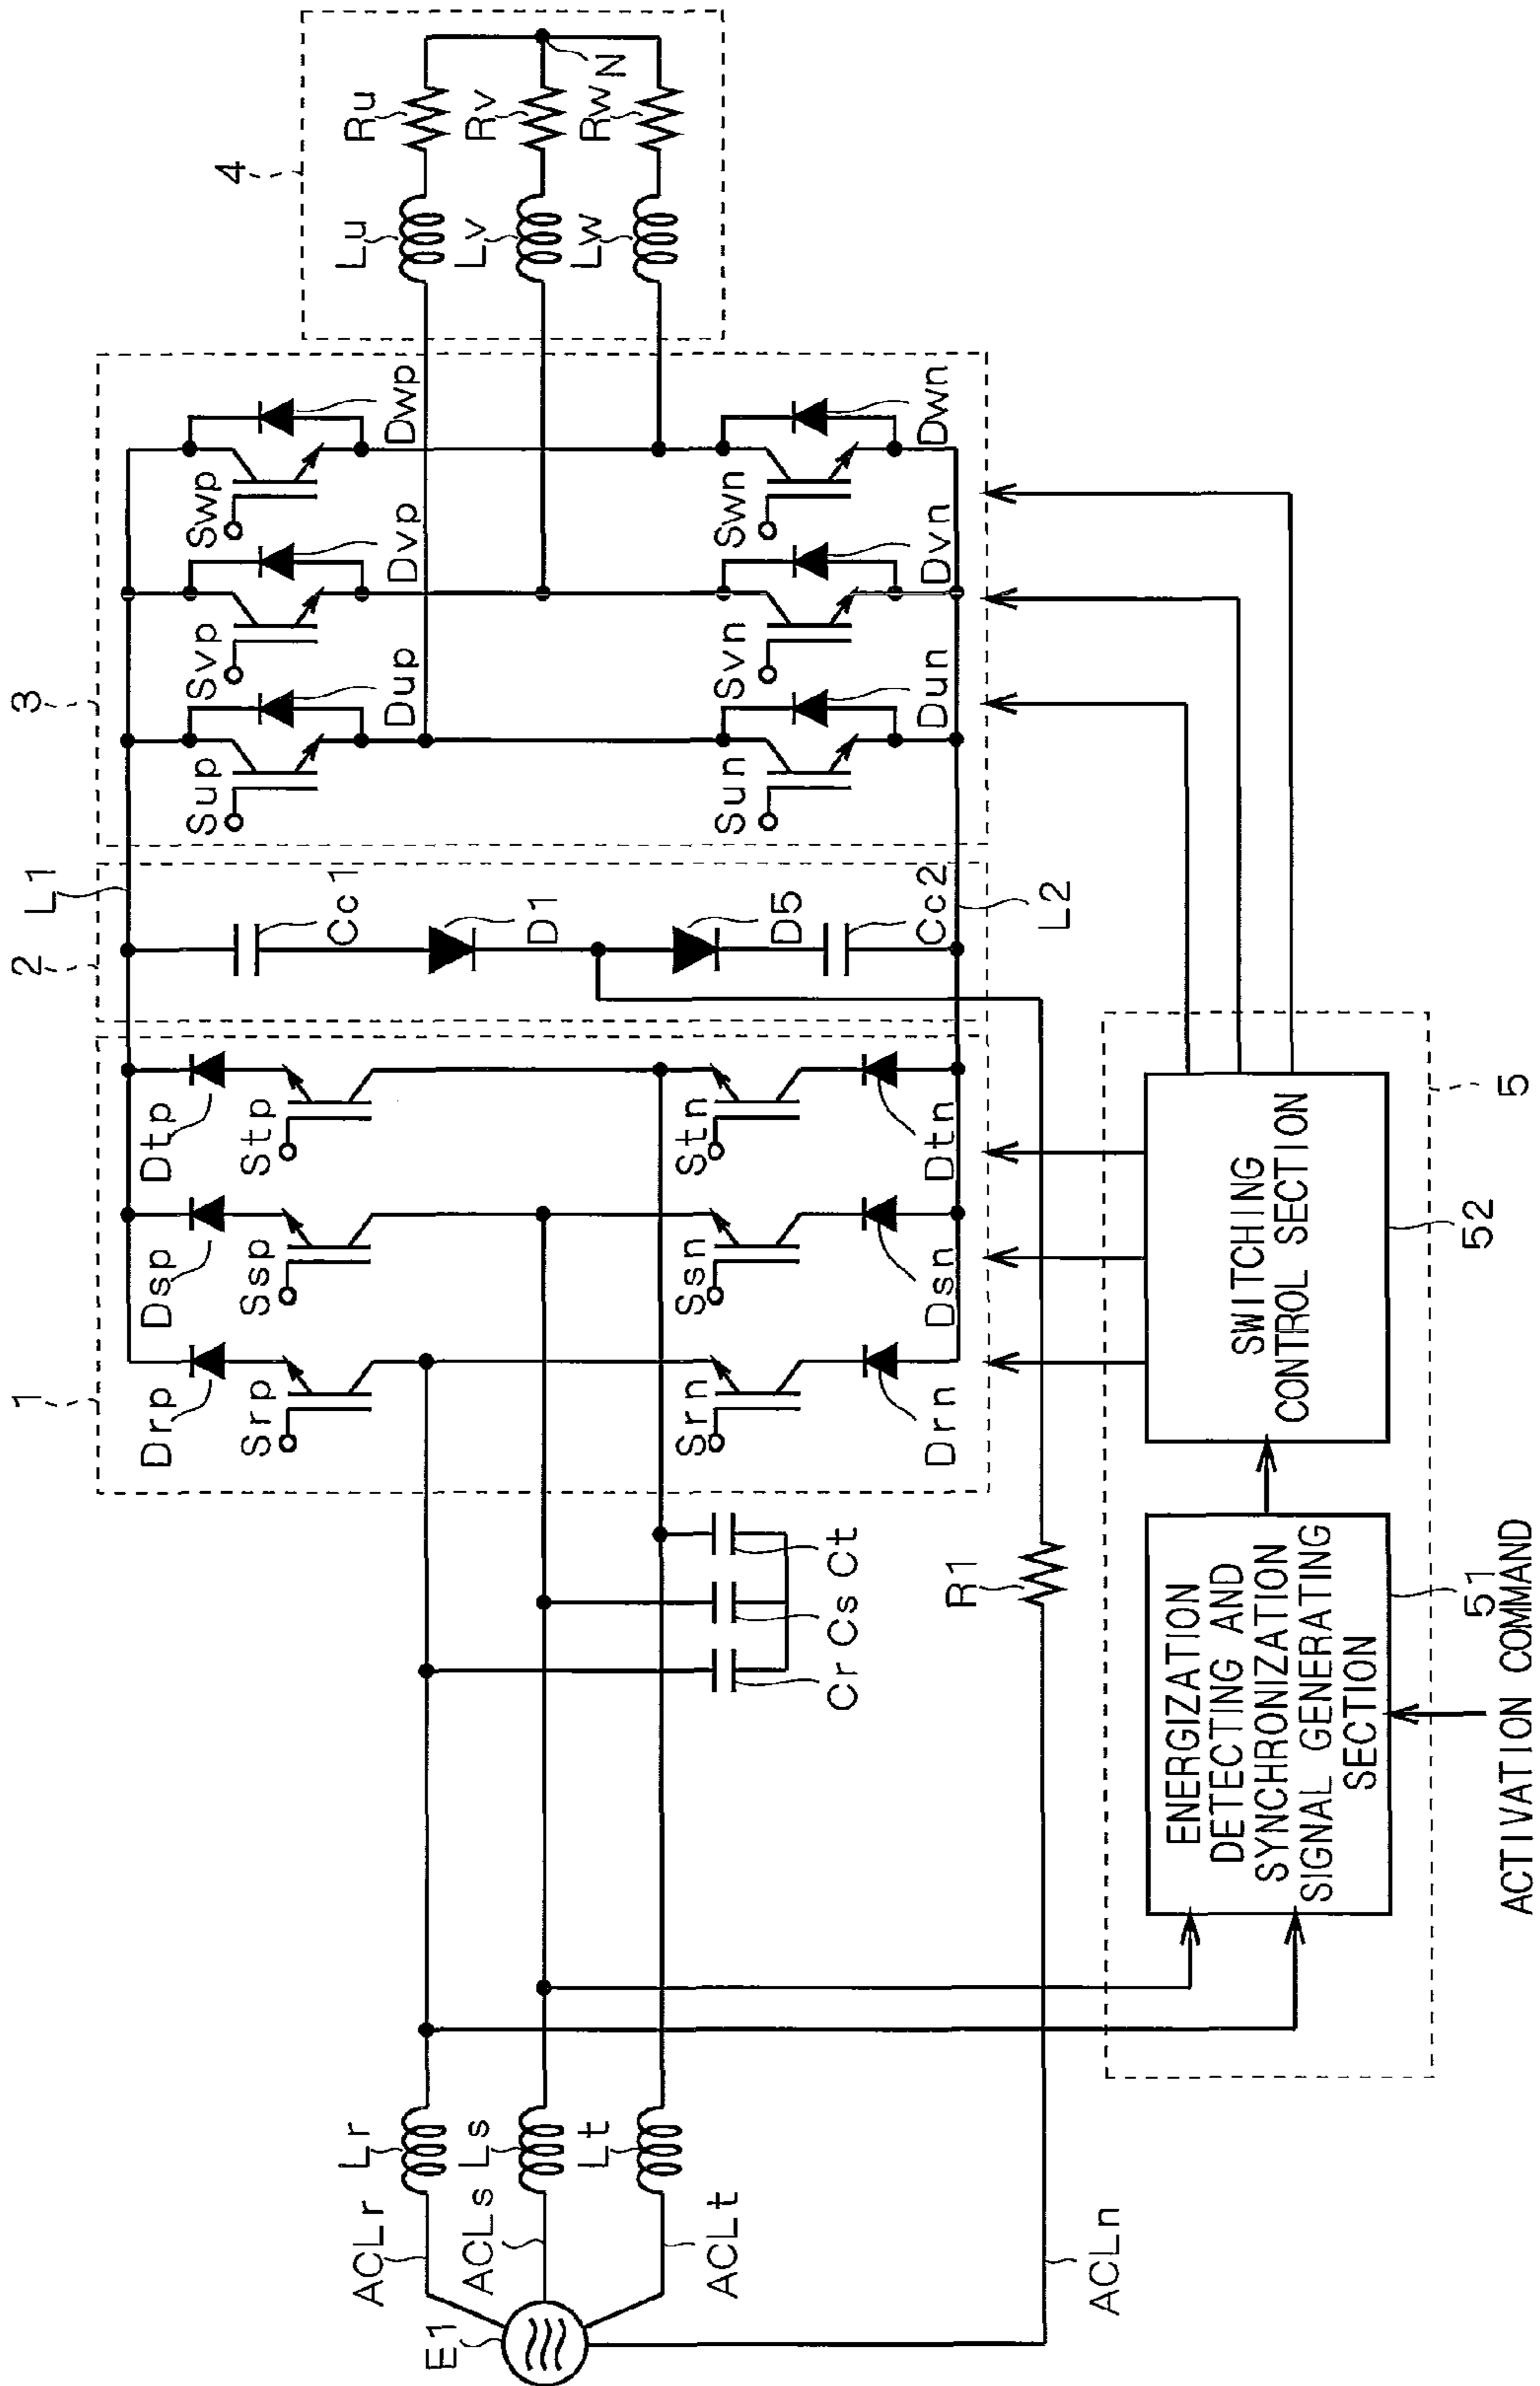 1
2
L1
3
Drp
Dsp
Dtp
Sup
Svp
Swp
4
Srp
Ssp
Stp
Cc1
Lu
Ru
ACLr
Lr
Dup
Dvp
Dwp
E1
ACLs
Ls
D1
Lv
Rv
ACLt
Lt
Lw
Rw
N
Srn
Ssn
Stn
Sun
Svn
Swn
D5
Cr
Cs
Ct
Drn
Dsn
Dtn
Cc2
Dun
Dvn
Dwn
R1
L2
ACLn
ENERGIZATION
DETECTING AND
SYNCHRONIZATION
SIGNAL GENERATING
SECTION
SWITCHING
CONTROL SECTION
51
52
5
ACTIVATION COMMAND